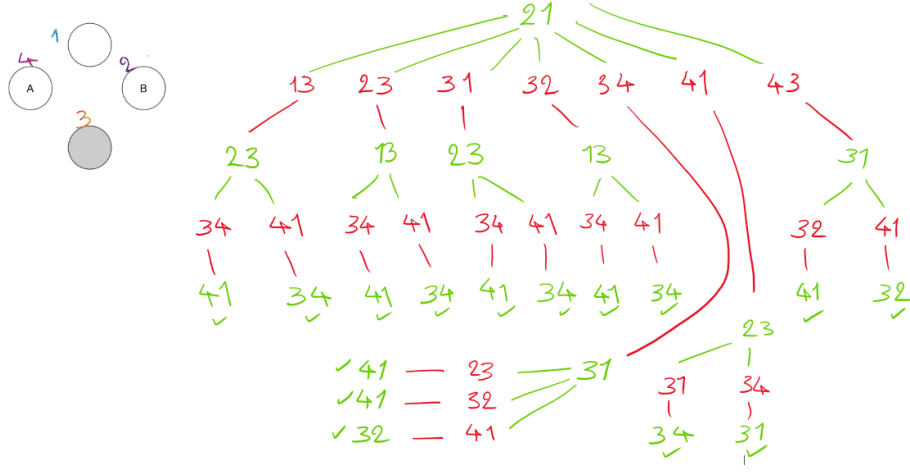 21
1
4
2
A
B
3
13 23 31 32 34 41 43
23 13 23 13 31
34 41 34 41 34 41 34 41 32 41
41 34 41 34 41 34 41 34 41 32
✓ ✓ ✓ ✓ ✓ ✓ ✓ ✓ ✓ ✓
23
✓ 41 — 23 31
✓ 41 — 32 31 34
✓ 32 — 41 34 31
✓ ✓